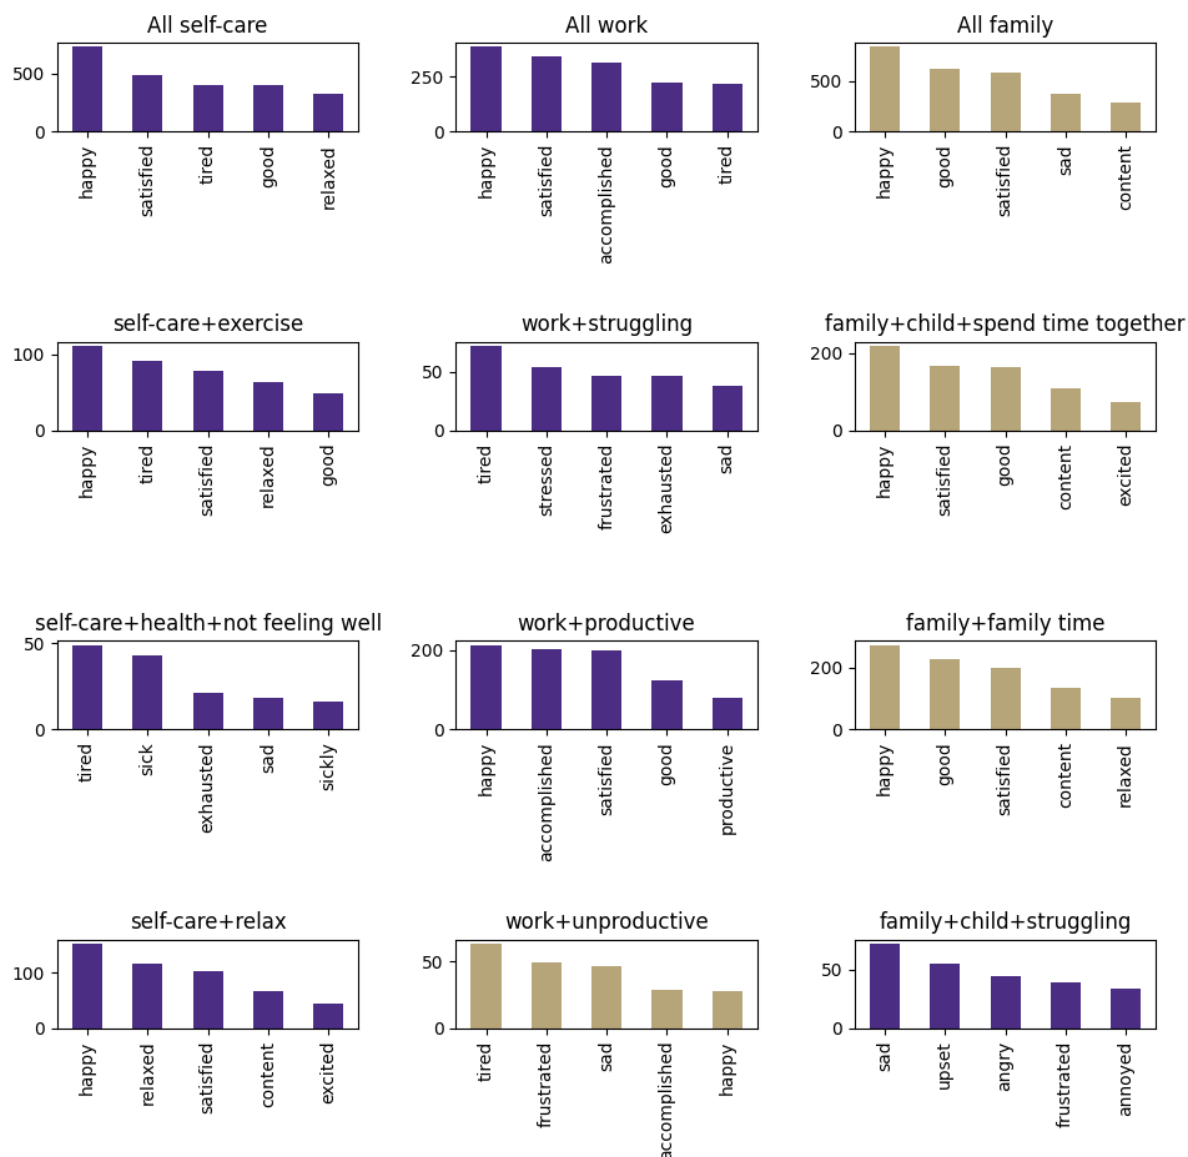 All self-care
500
0
happy
satisfied
tired
good
relaxed
All work
250
0
happy
satisfied
accomplished
good
tired
All family
500
0
happy
good
satisfied
sad
content
self-care+exercise
100
0
happy
tired
satisfied
relaxed
good
work+struggling
50
0
tired
stressed
frustrated
exhausted
sad
family+child+spend time together
200
0
happy
satisfied
good
content
excited
self-care+health+not feeling well
50
0
tired
sick
exhausted
sad
sickly
work+productive
200
0
happy
accomplished
satisfied
good
productive
family+family time
200
0
happy
good
satisfied
content
relaxed
self-care+relax
100
0
happy
relaxed
satisfied
content
excited
work+unproductive
50
0
tired
frustrated
sad
accomplished
happy
family+child+struggling
50
0
sad
upset
angry
frustrated
annoyed